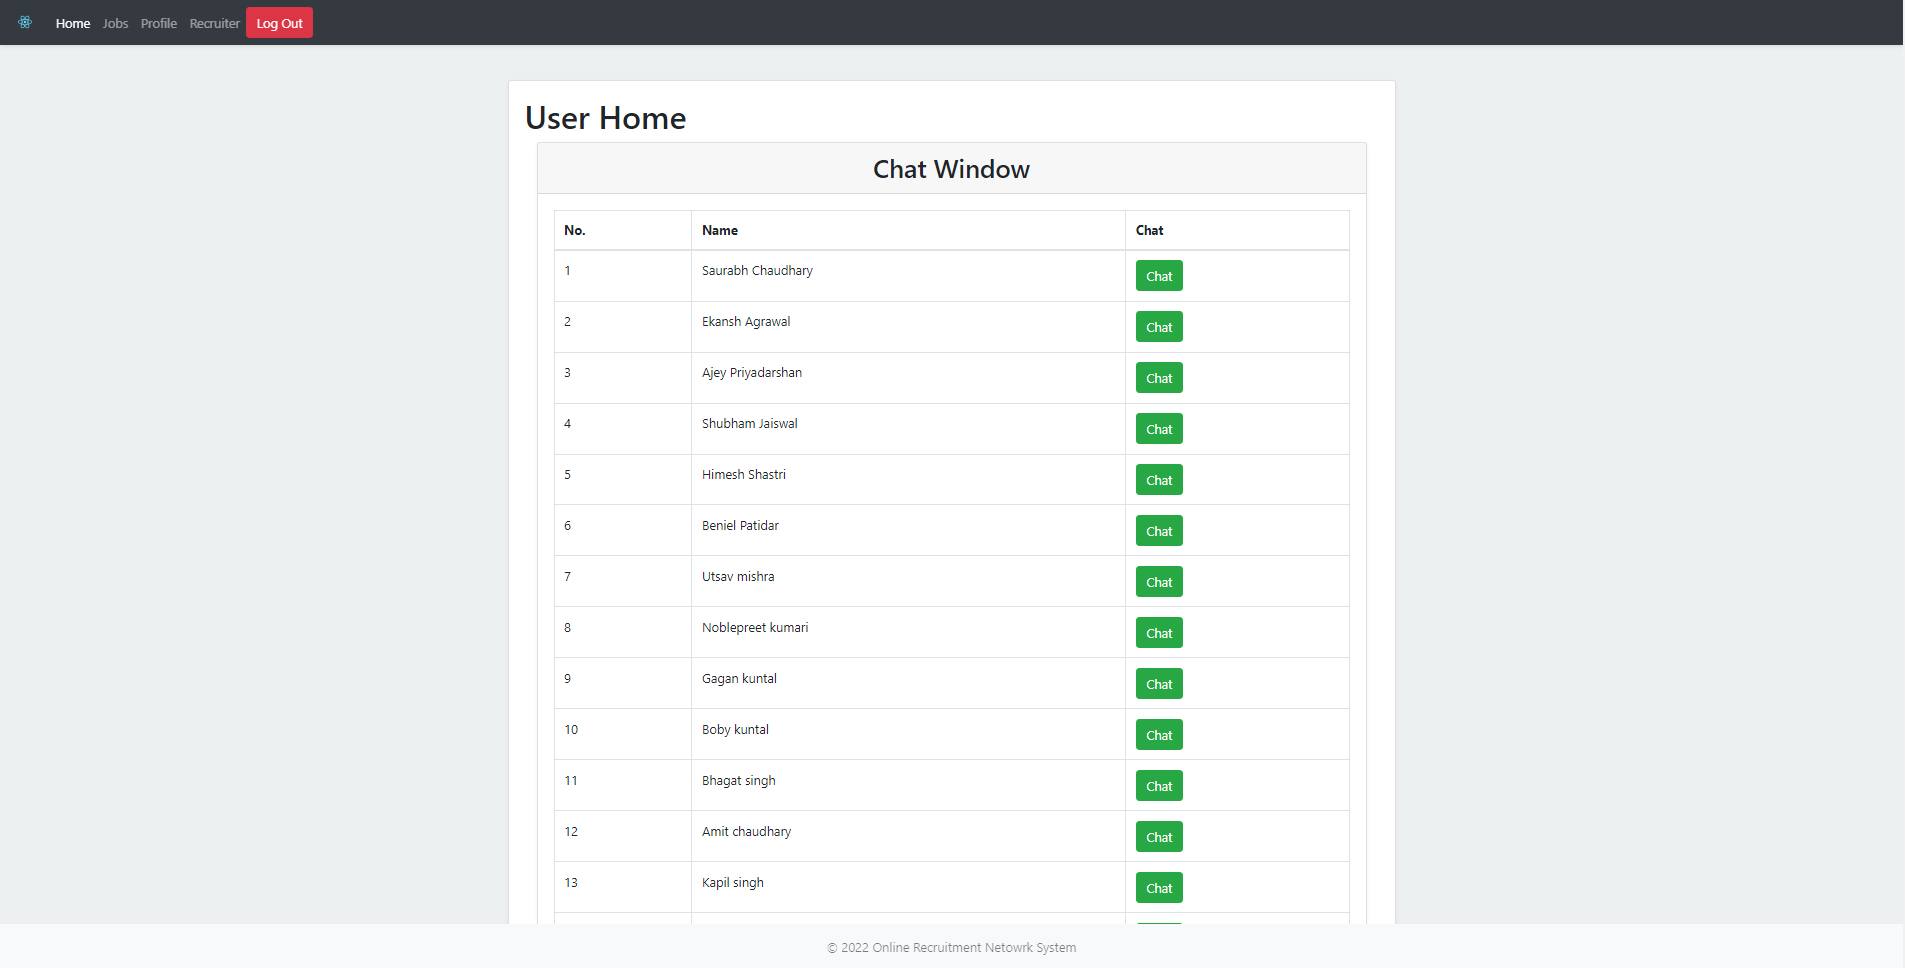 Home Jobs Profile Recruiter Log Out
User Home
Chat Window
No. Name Chat
1 Saurabh Chaudhary Chat
2 Ekansh Agrawal Chat
3 Ajey Priyadarshan Chat
4 Shubham Jaiswal Chat
5 Himesh Shastri Chat
6 Beniel Patidar Chat
7 Utsav mishra Chat
8 Noblepreet kumari Chat
9 Gagan kuntal Chat
10 Boby kuntal Chat
11 Bhagat singh Chat
12 Amit chaudhary Chat
13 Kapil singh Chat
© 2022 Online Recruitment Netowrk System